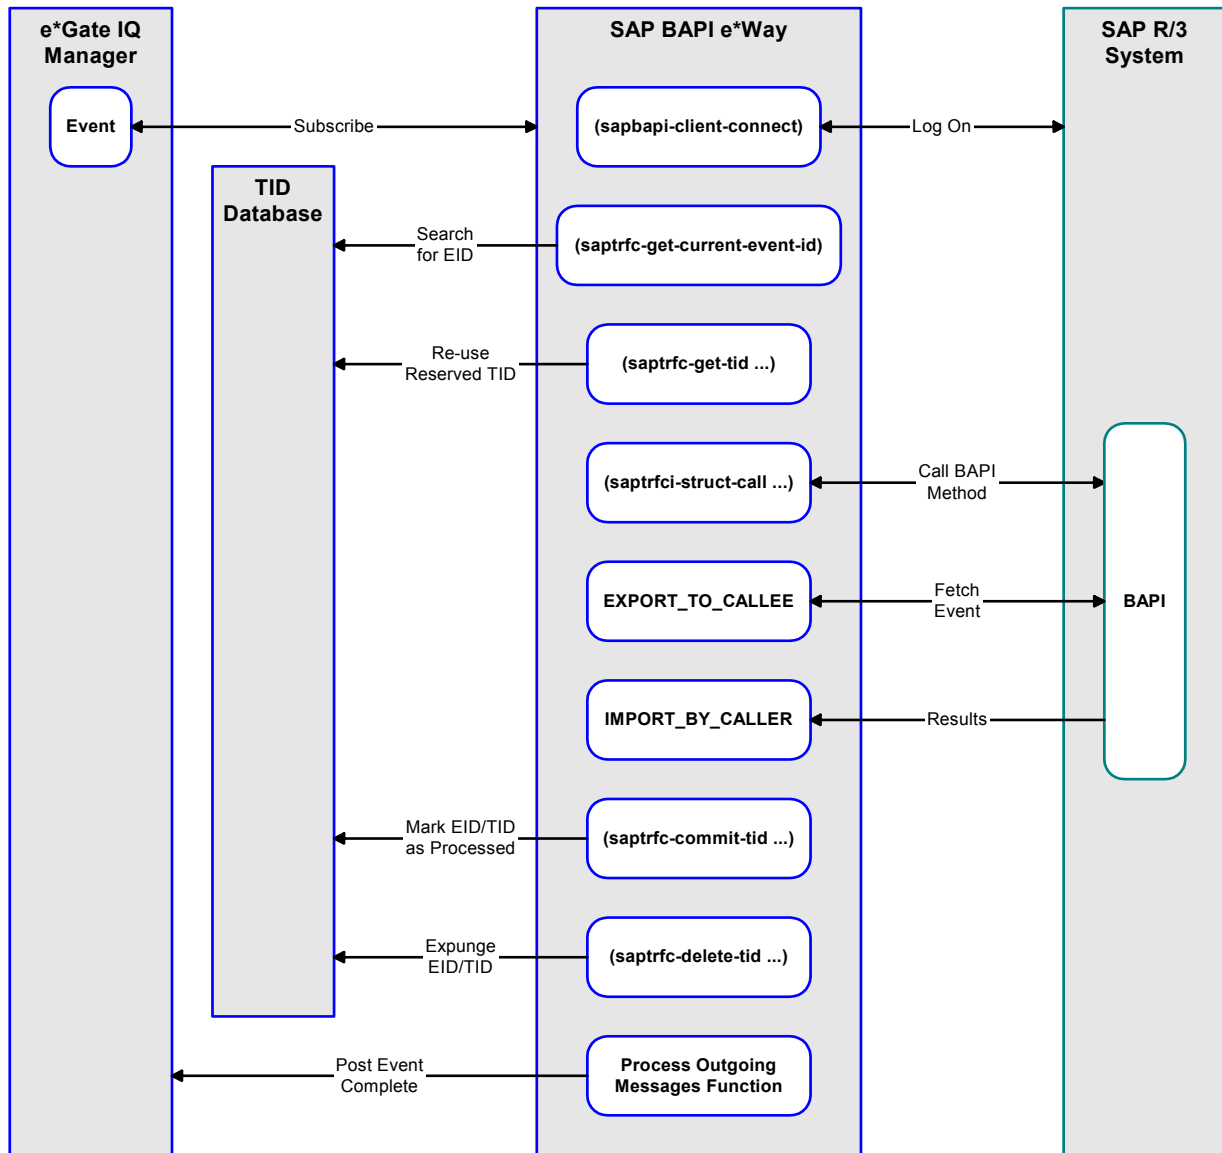 e*Gate IQ
Manager
SAP BAPI e*Way
SAP R/3
System
Event
Subscribe
(sapbapi-client-connect)
Log On
TID
Database
Search
for EID
(saptrfc-get-current-event-id)
Re-use
Reserved TID
(saptrfc-get-tid ...)
(saptrfci-struct-call ...)
Call BAPI
Method
EXPORT_TO_CALLEE
Fetch
Event
BAPI
IMPORT_BY_CALLER
Results
Mark EID/TID
as Processed
(saptrfc-commit-tid ...)
Expunge
EID/TID
(saptrfc-delete-tid ...)
Post Event
Complete
Process Outgoing
Messages Function